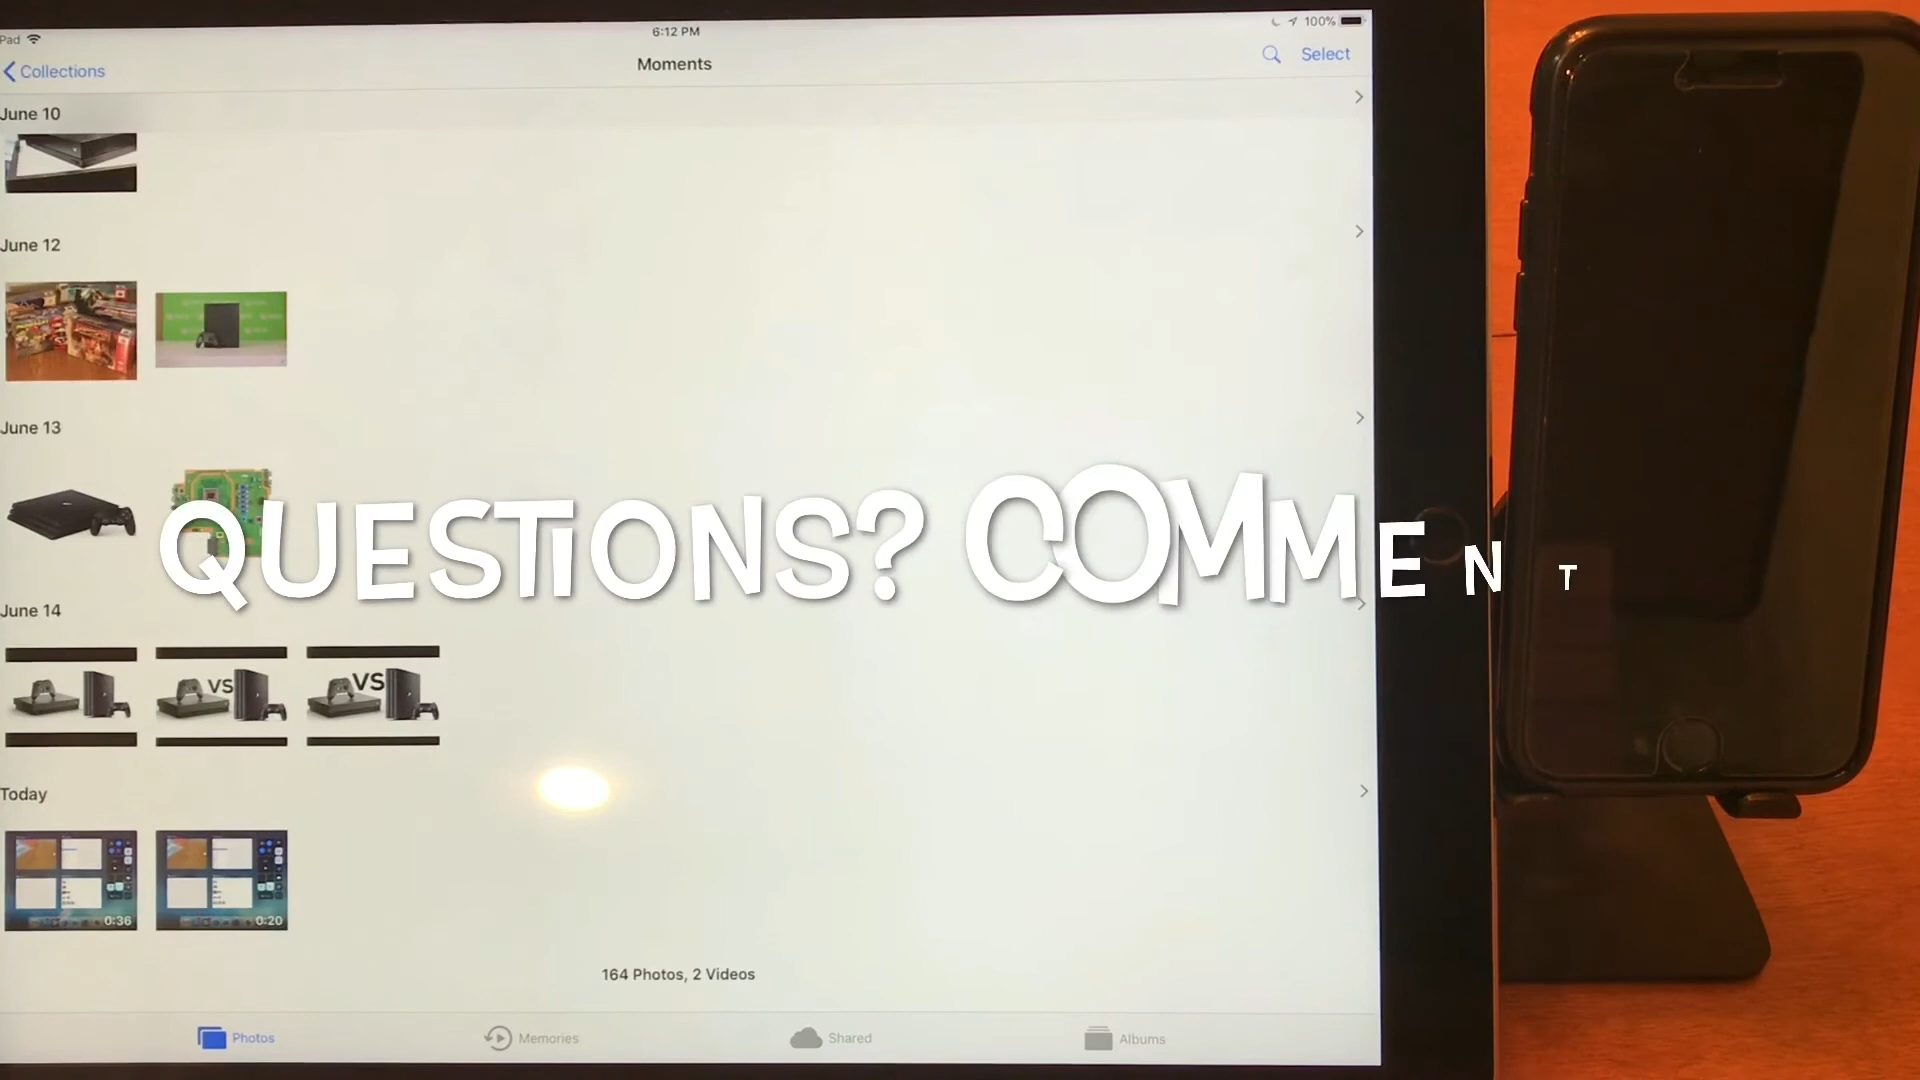 Pad
6:12 PM
100%
Collections
Moments
Select
June 10
June 12
June 13
QUESTIONS? COMMENT
June 14
VS
VS
Today
0:36
0:20
164 Photos, 2 Videos
Photos
Memories
Shared
Albums